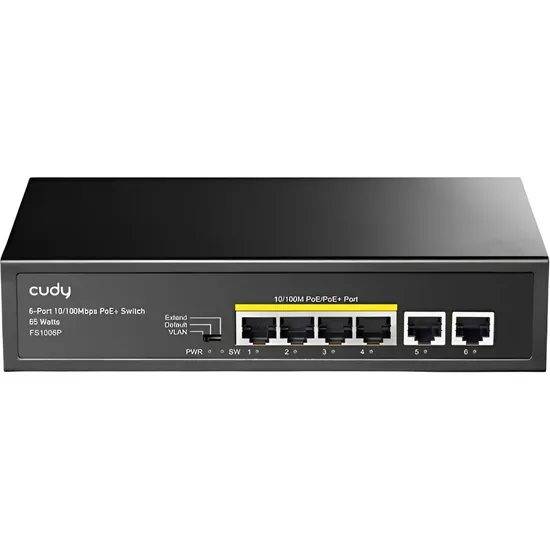 cudy
6-Port 10/100Mbps PoE+ Switch
65 Watts
FS1006P
Extend
Default
VLAN
PWR SW
10/100M PoE/PoE+ Port
1 2 3 4 5 6